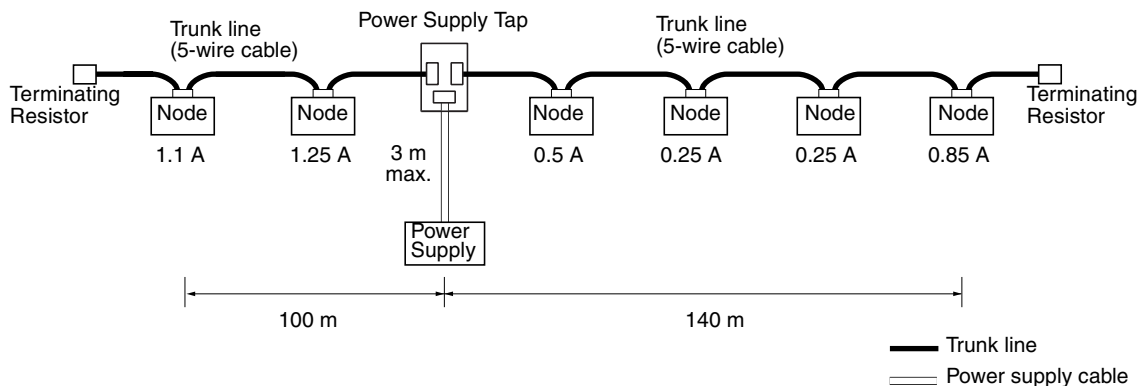 Power Supply Tap
Trunk line
(5-wire cable)
Trunk line
(5-wire cable)
Terminating
Resistor
Node
Node
Node
Node
Node
Node
Terminating
Resistor
1.1 A
1.25 A
3 m
max.
0.5 A
0.25 A
0.25 A
0.85 A
Power
Supply
100 m
140 m
Trunk line
Power supply cable